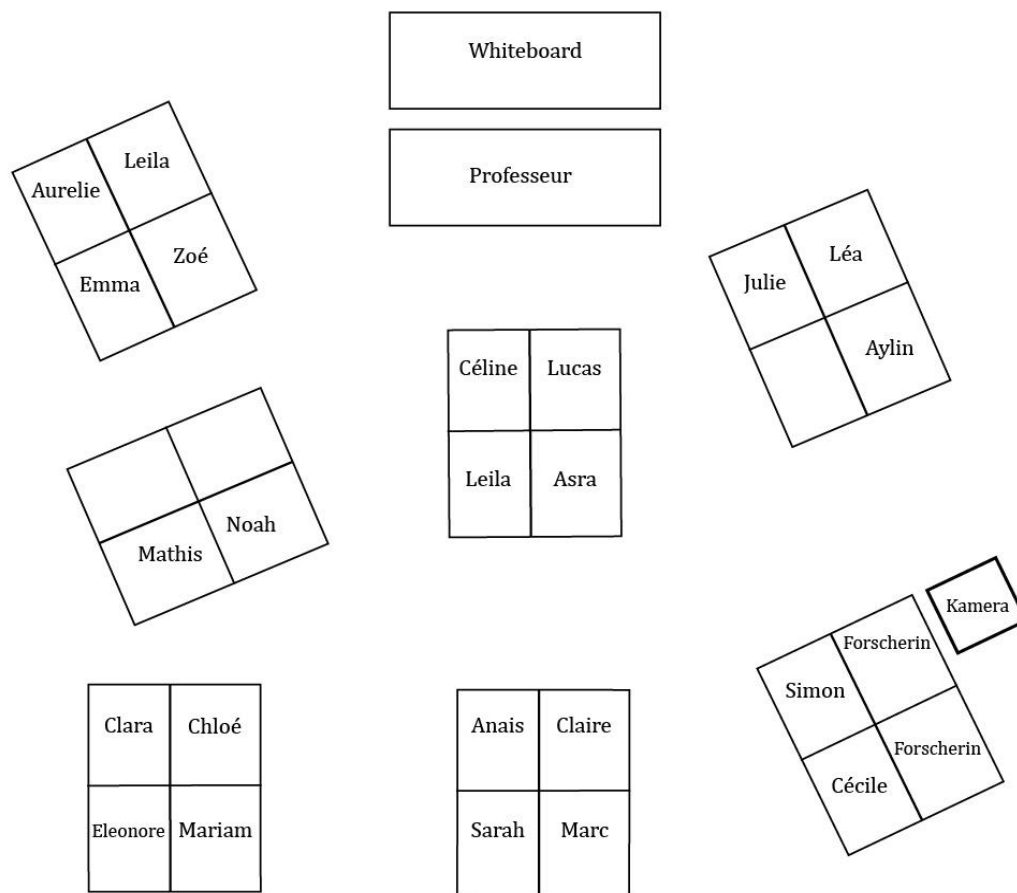 Whiteboard
Professeur
Aurelie
Leila
Emma
Zoé
Julie
Léa
Aylin
Céline
Lucas
Leila
Asra
Mathis
Noah
Kamera
Simon
Forscherin
Cécile
Forscherin
Clara
Chloé
Eleonore
Mariam
Anais
Claire
Sarah
Marc